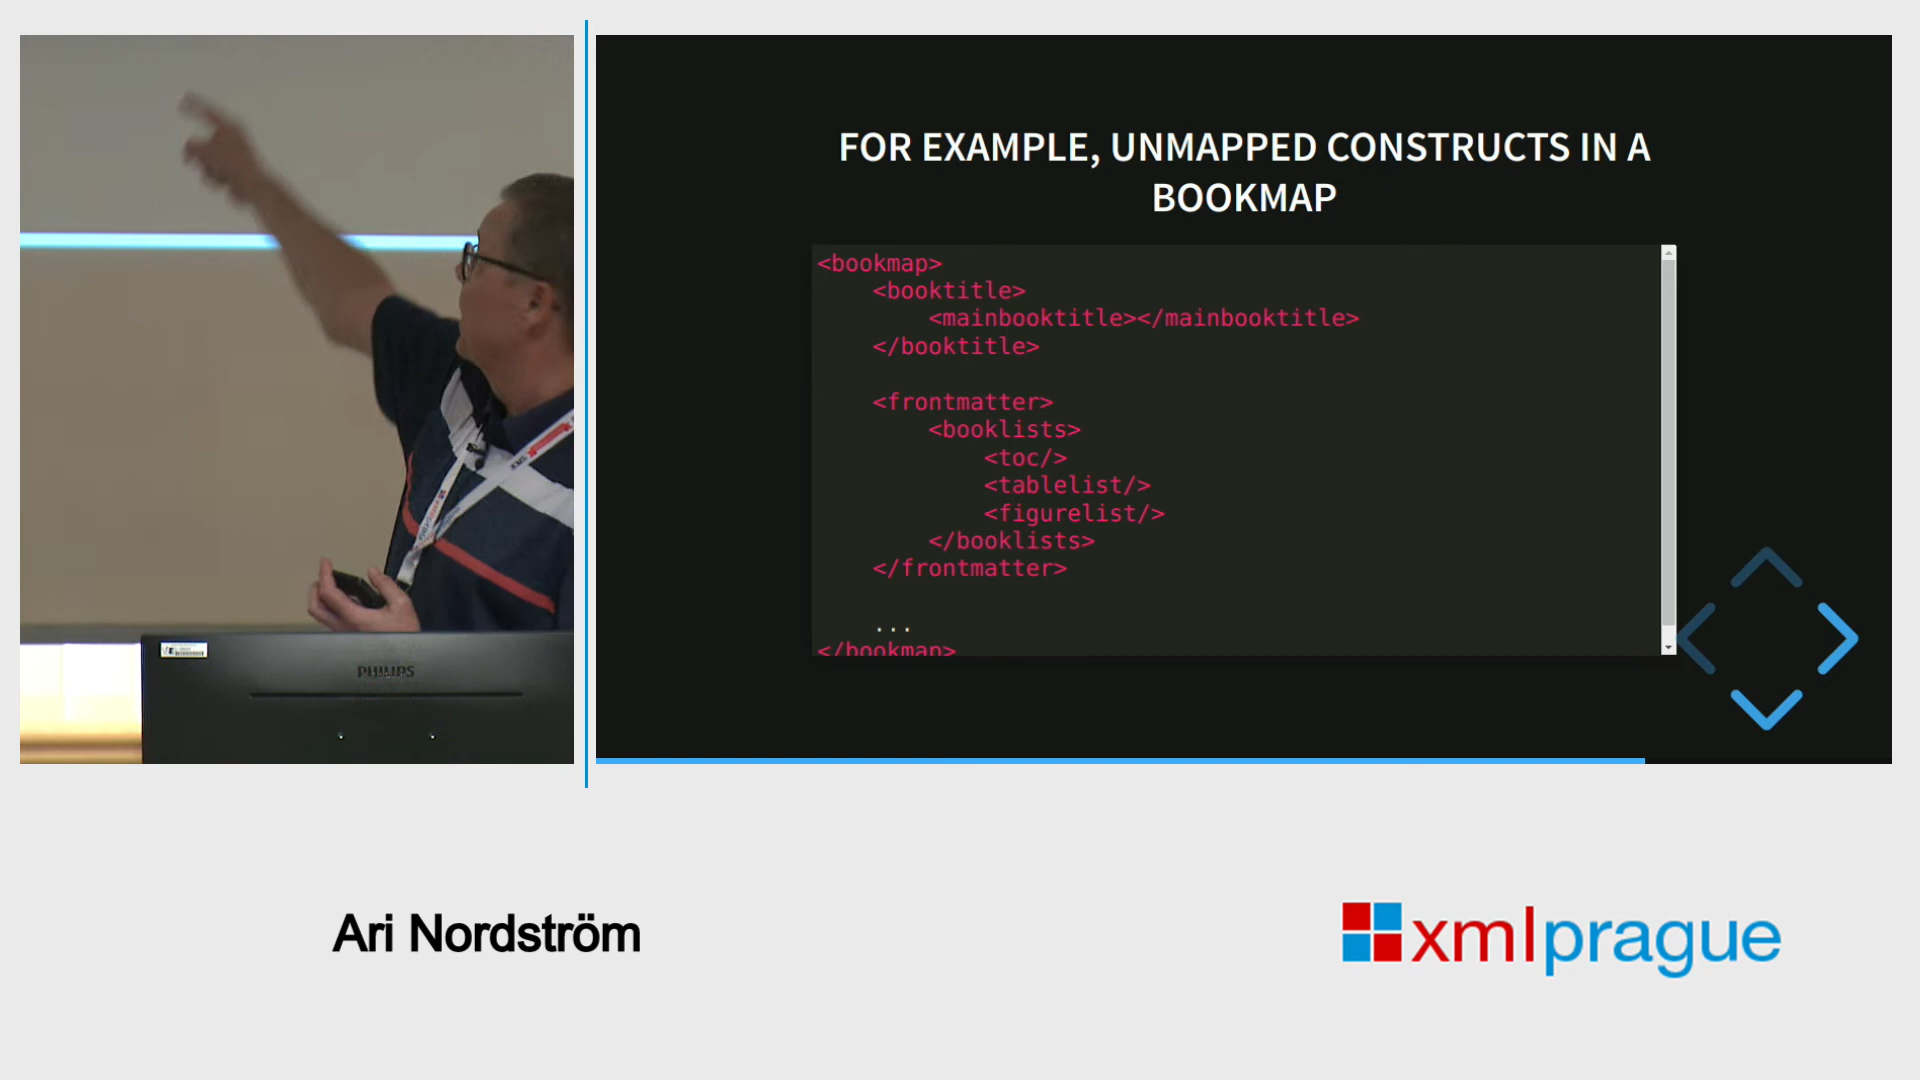 FOR EXAMPLE, UNMAPPED CONSTRUCTS IN A
BOOKMAP
<bookmap>
<booktitle>
<mainbooktitle></mainbooktitle>
</booktitle>
<frontmatter>
<booklists>
<toc/>
<tablelist/>
<figurelist/>
</booklists>
</frontmatter>
...
</bookmap>
PHILIPS
Ari Nordström
xmlprague